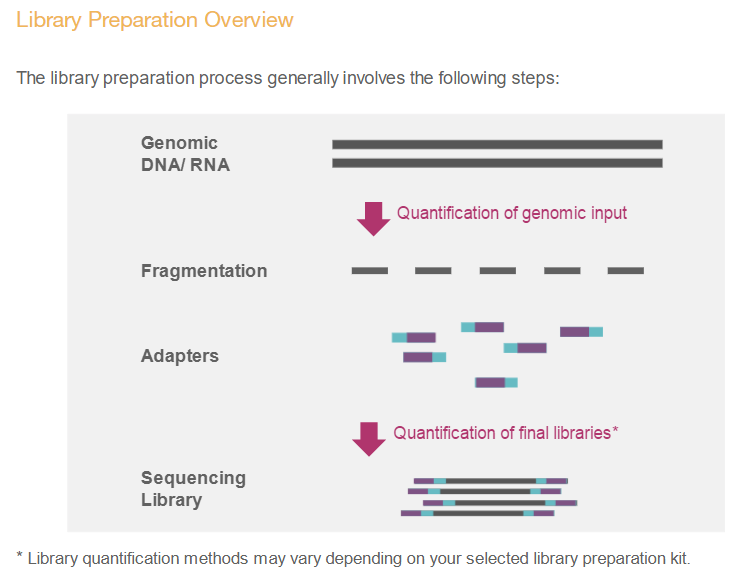 Library Preparation Overview
The library preparation process generally involves the following steps:
Genomic
DNA/ RNA
Quantification of genomic input
Fragmentation
Adapters
Quantification of final libraries*
Sequencing
Library
* Library quantification methods may vary depending on your selected library preparation kit.